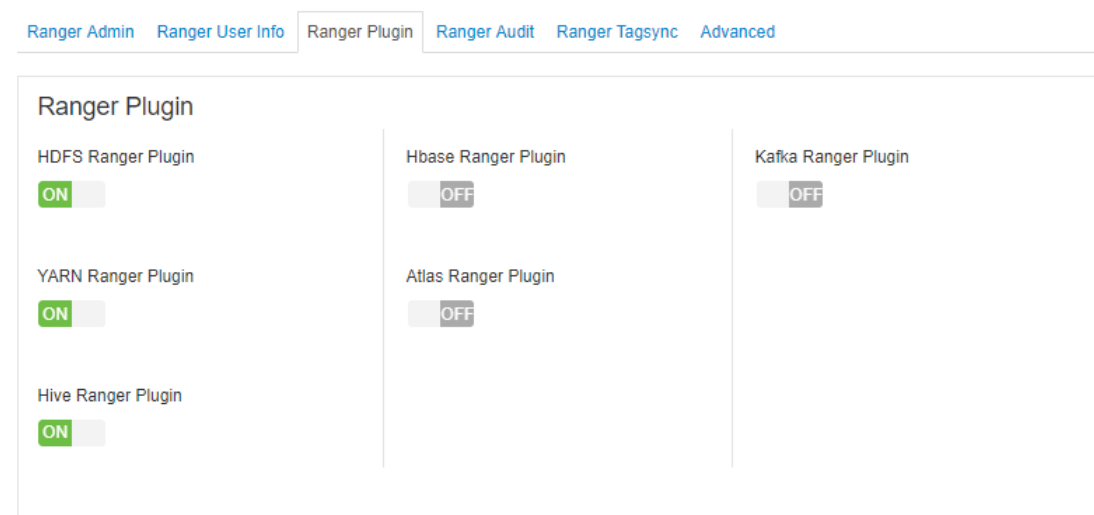 Ranger Admin Ranger User Info Ranger Plugin Ranger Audit Ranger Tagsync Advanced
Ranger Plugin
HDFS Ranger Plugin Hbase Ranger Plugin Kafka Ranger Plugin
ON OFF OFF
YARN Ranger Plugin Atlas Ranger Plugin
ON OFF
Hive Ranger Plugin
ON